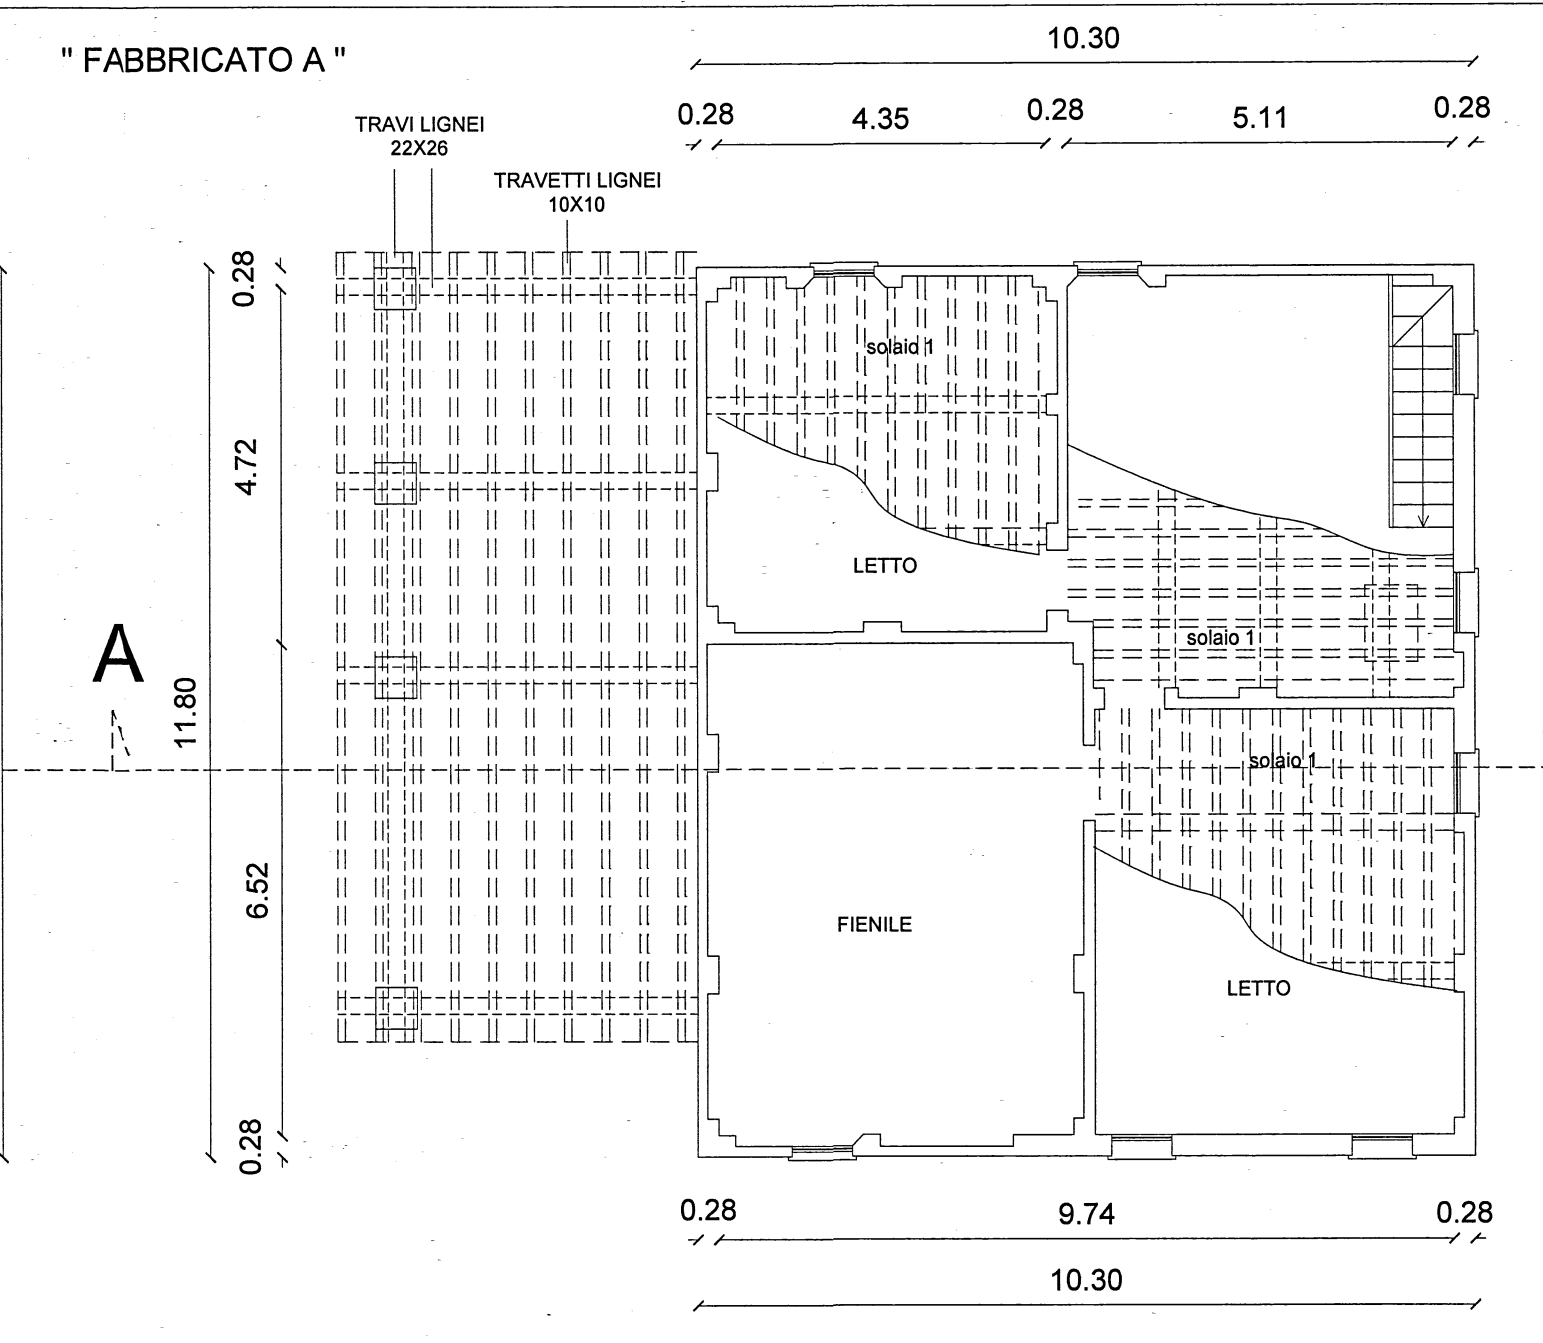 " FABBRICATO A "
10.30
0.28
4.35
0.28
5.11
0.28
TRAVI LIGNEI
22X26
TRAVETTI LIGNEI
10X10
0.28
4.72
11.80
6.52
0.28
A
solaio 1
LETTO
solaio 1
solaio 1
FIENILE
LETTO
0.28
9.74
0.28
10.30